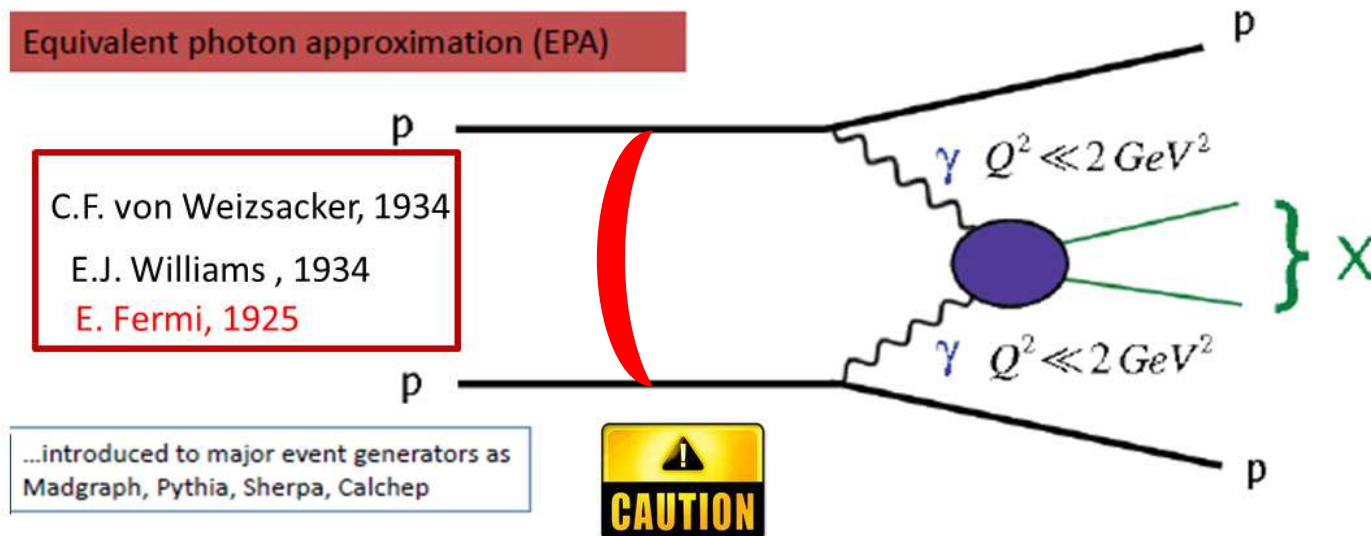 Equivalent photon approximation (EPA)
p
p
C.F. von Weizsacker, 1934
E.J. Williams , 1934
E. Fermi, 1925
γ Q² ≪ 2 GeV²
} X
γ Q² ≪ 2 GeV²
p
p
...introduced to major event generators as
Madgraph, Pythia, Sherpa, Calchep
!
CAUTION